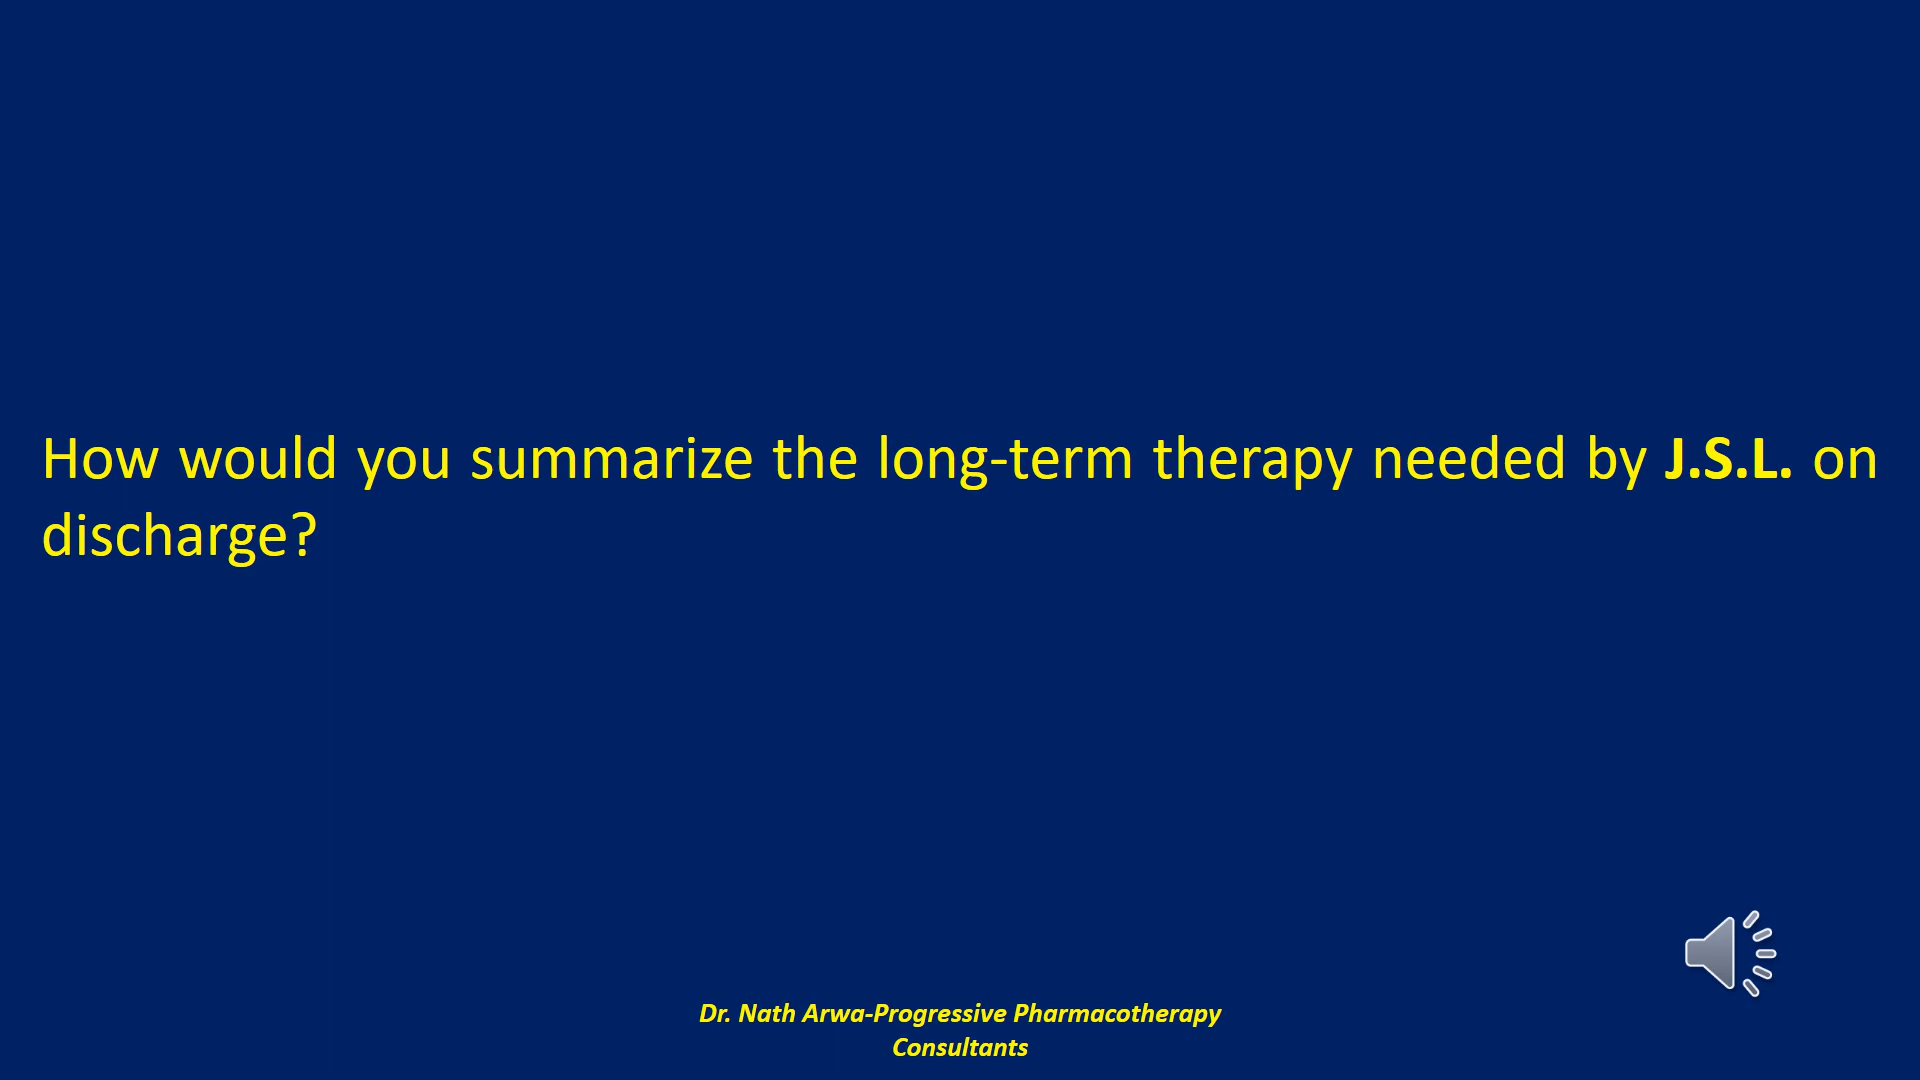 How would you summarize the long-term therapy needed by J.S.L. on
discharge?
Dr. Nath Arwa-Progressive Pharmacotherapy
Consultants